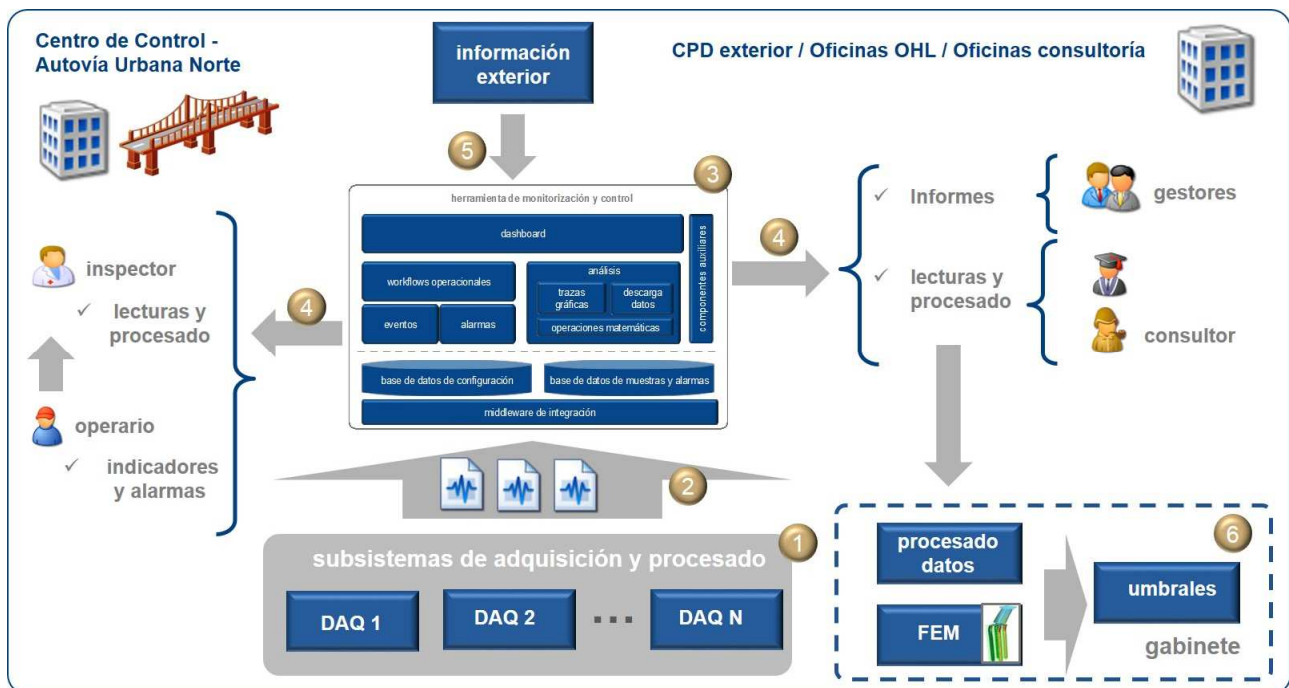 Centro de Control -
Autovía Urbana Norte
información
exterior
CPD exterior / Oficinas OHL / Oficinas consultoría
5
3
herramienta de monitorización y control
dashboard
workflows operacionales
eventos
alarmas
análisis
trazas
gráficas
descarga
datos
operaciones matemáticas
componentes auxiliares
base de datos de configuración
base de datos de muestras y alarmas
middleware de integración
4
inspector
✓ lecturas y
procesado
operario
✓ indicadores
y alarmas
4
✓ Informes
gestores
✓ lecturas y
procesado
consultor
2
1
subsistemas de adquisición y procesado
DAQ 1
DAQ 2
...
DAQ N
6
procesado
datos
FEM
umbrales
gabinete